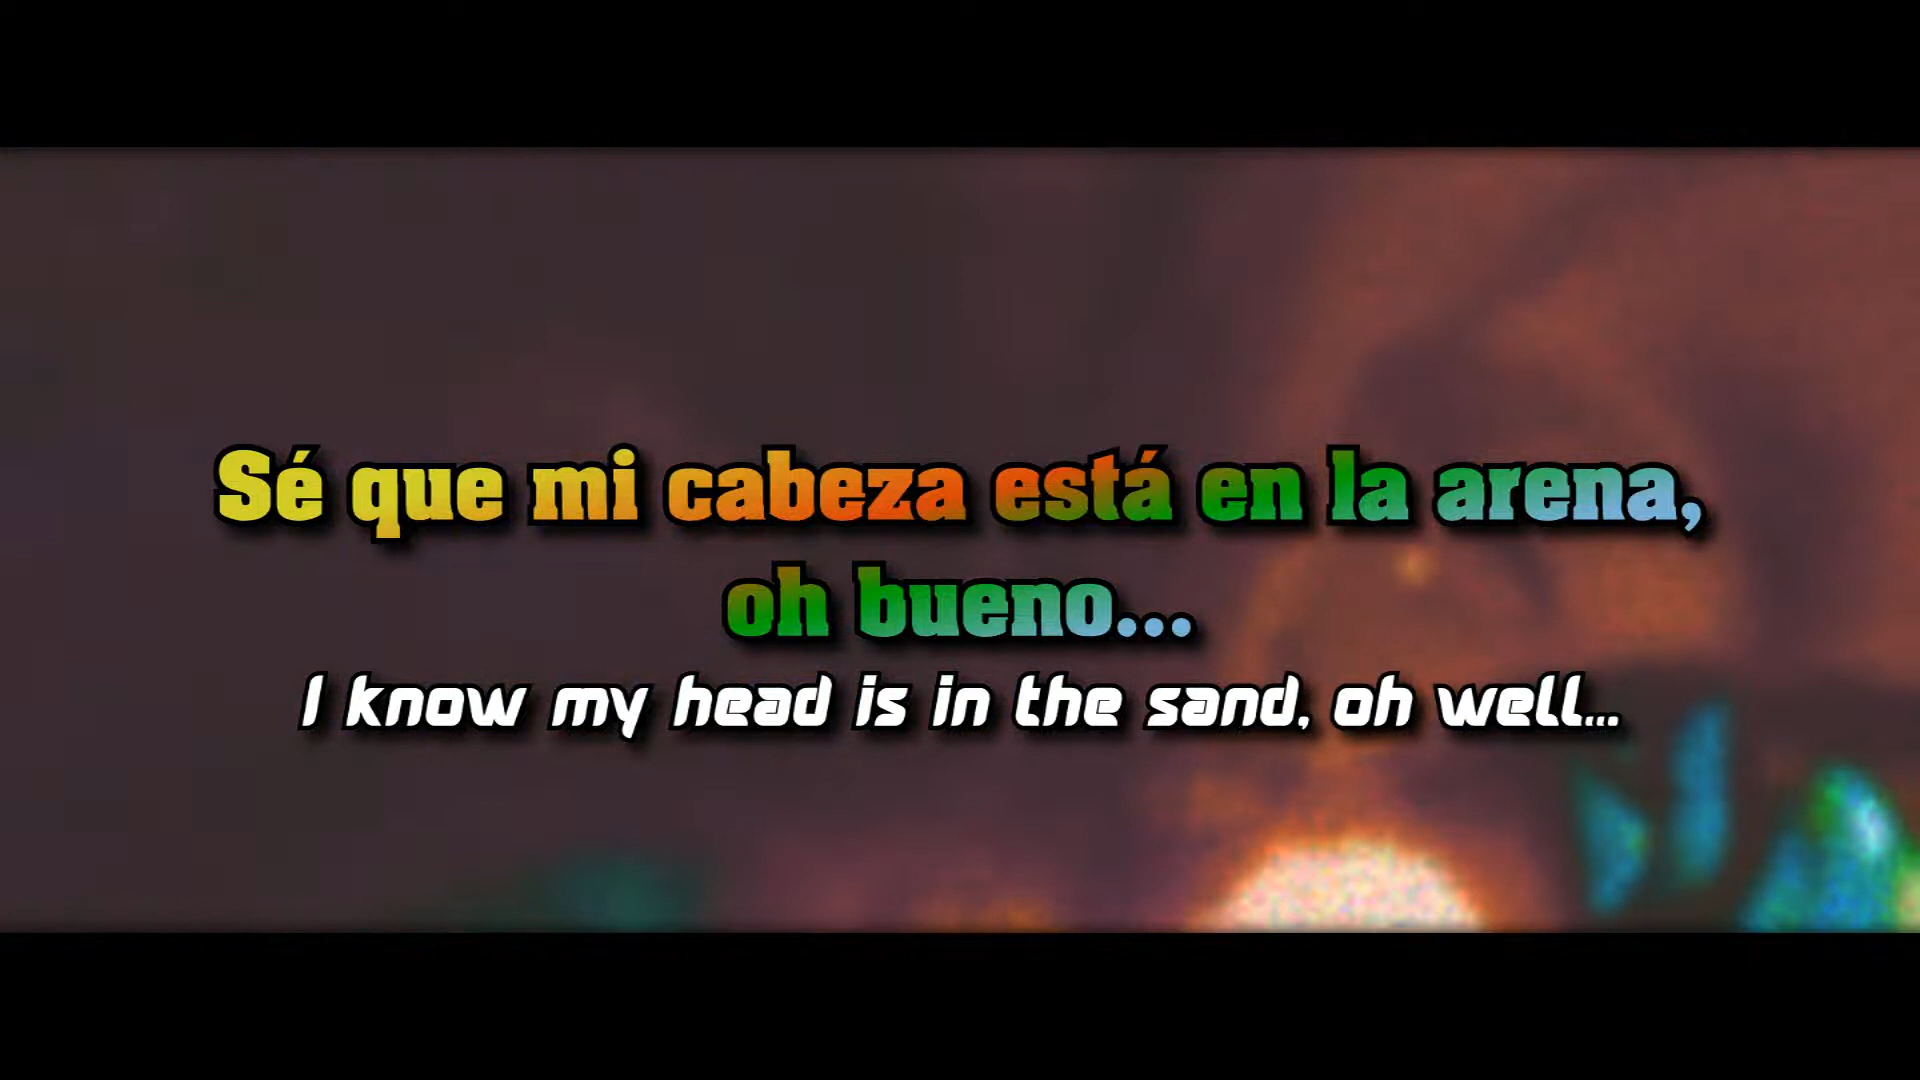 Sé que mi cabeza está en la arena,
oh bueno...
I know my head is in the sand, oh well...